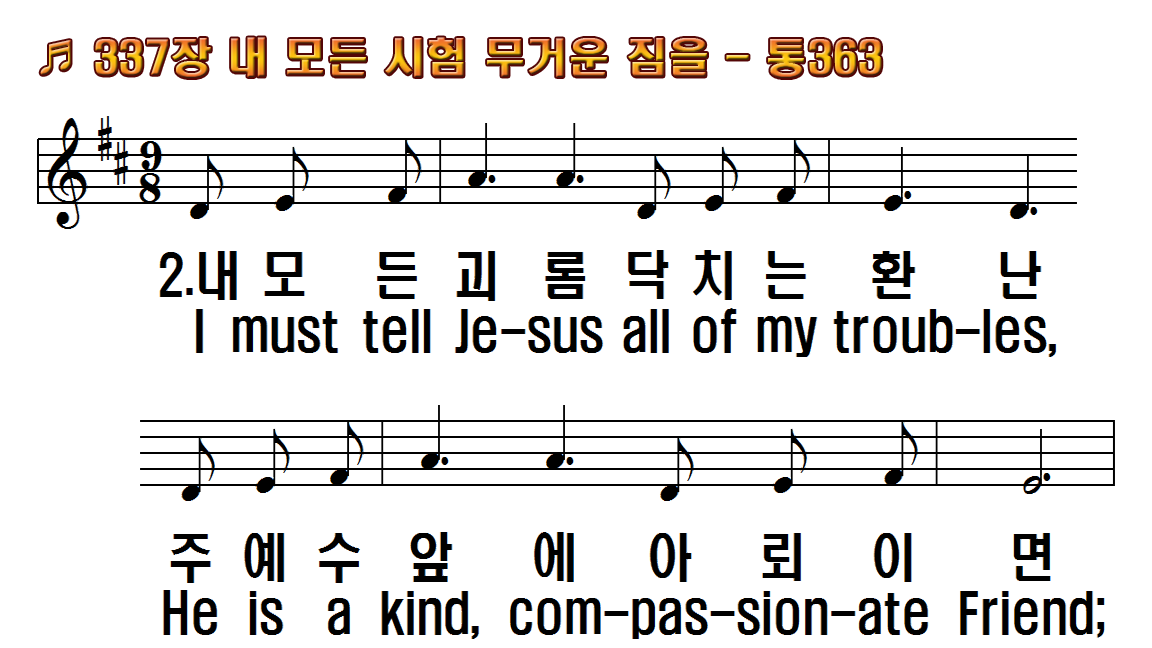 ♬ 337장 내 모든 시험 무거운 짐을 - 통363
9
8
2.내 모 든 괴 롬 닥 치 는 환 난
I must tell Je-sus all of my troub-les,
주 예 수 앞 에 아 뢰 이 면
He is a kind, com-pas-sion-ate Friend;